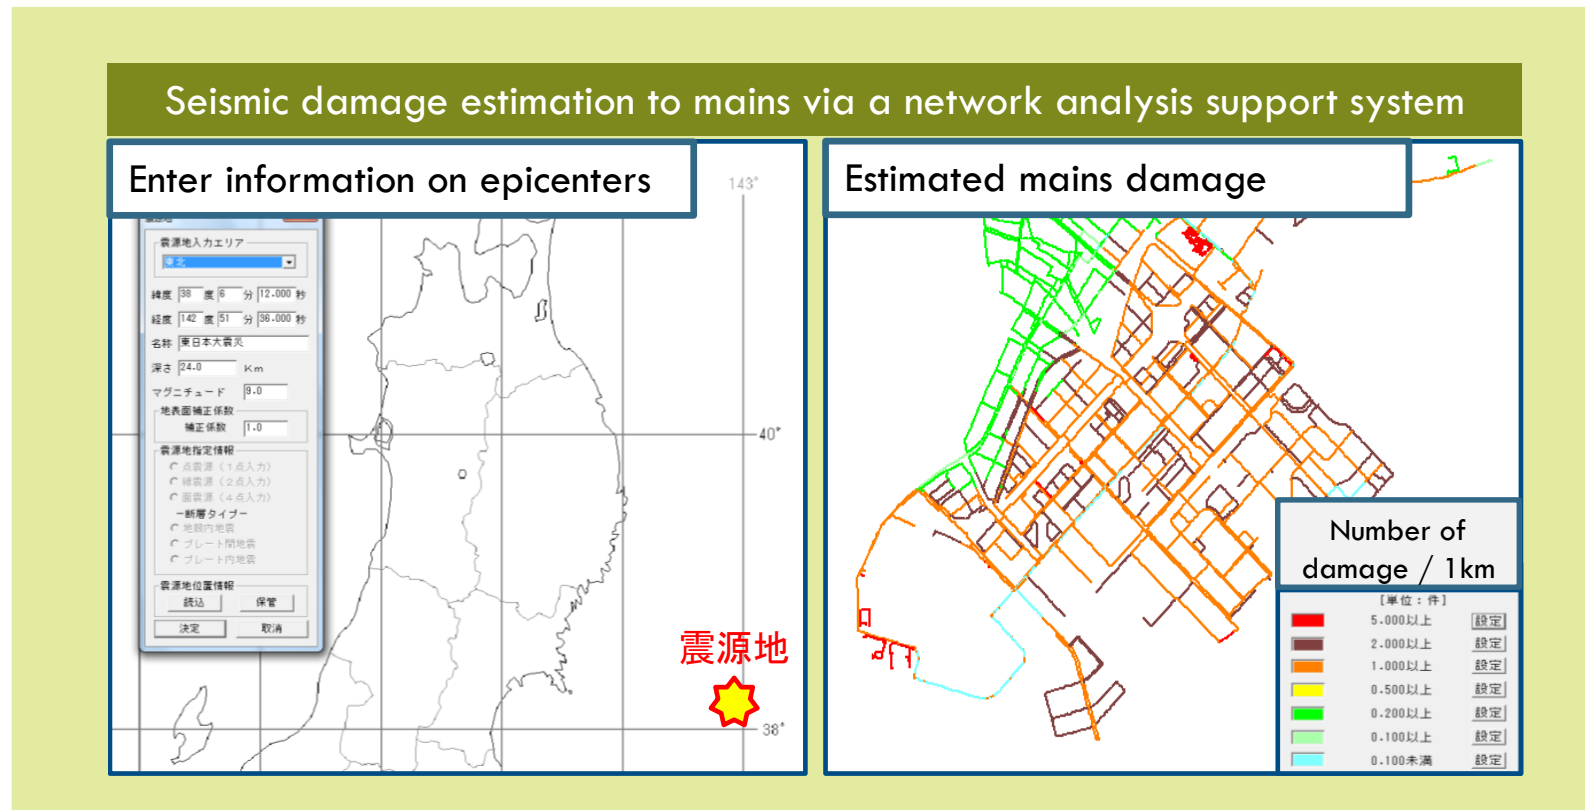 Seismic damage estimation to mains via a network analysis support system
Enter information on epicenters
143°
震源地入力エリア
東北
緯度 38 度 6 分 12.000 秒
経度 142 度 51 分 36.000 秒
名称 東日本大震災
深さ 24.0 Km
マグニチュード 9.0
地表面補正係数
補正係数 1.0
震源地指定情報
点震源（１点入力）
線震源（２点入力）
面震源（４点入力）
ー断層タイプー
地殻内地震
プレート間地震
プレート内地震
震源地位置情報
読込 保管
決定 取消
40°
震源地
38°
Estimated mains damage
Number of
damage / 1km
[単位：件]
5.000以上 設定
2.000以上 設定
1.000以上 設定
0.500以上 設定
0.200以上 設定
0.100以上 設定
0.100未満 設定